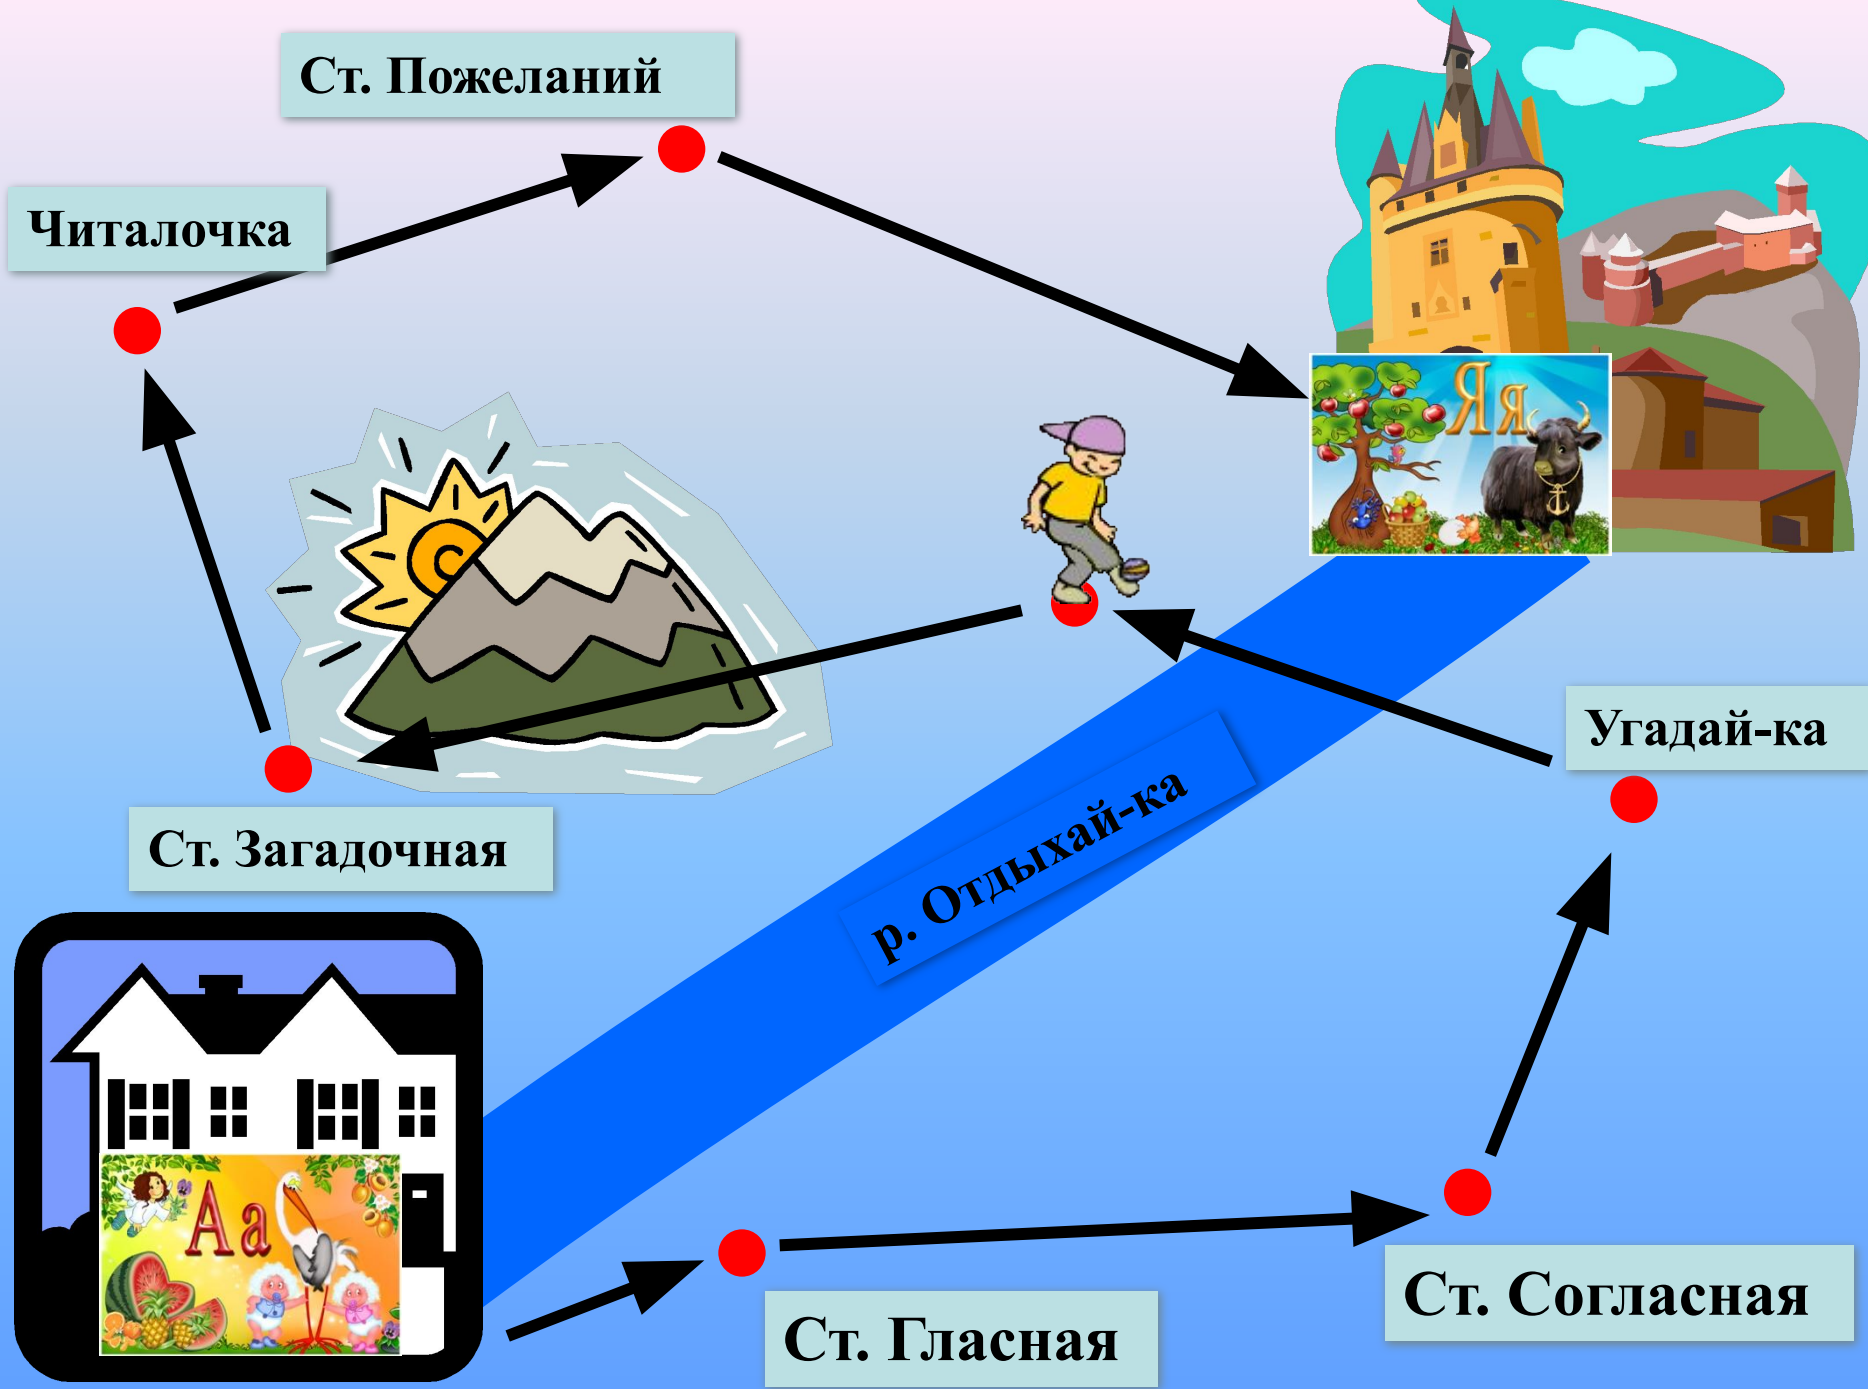 Ст. Пожеланий
Читалочка
Яя
Угадай-ка
р. Отдыхай-ка
Ст. Загадочная
Аа
Ст. Согласная
Ст. Гласная